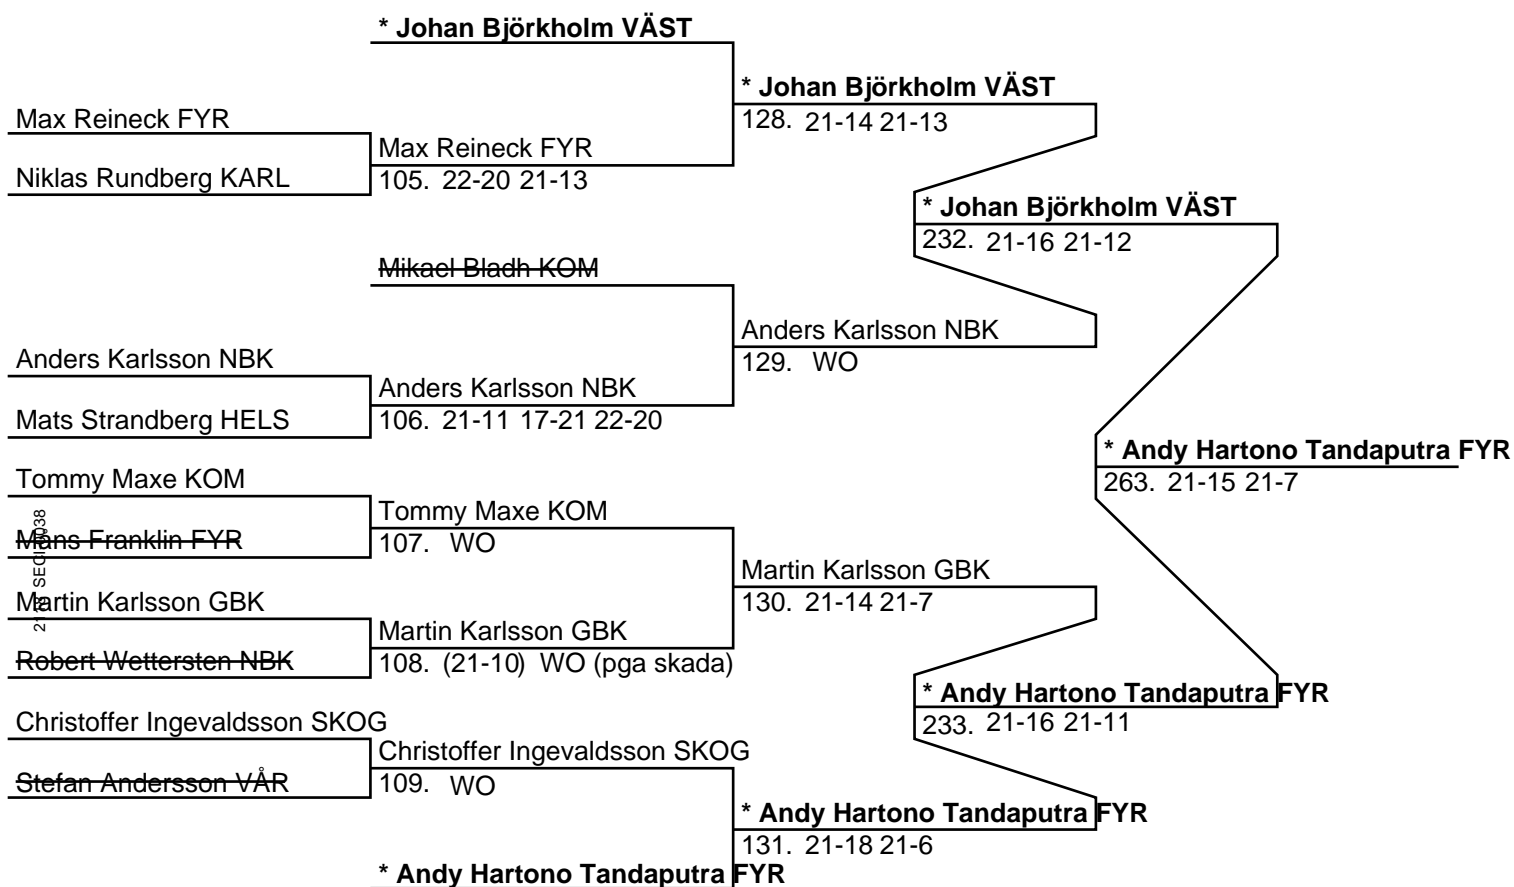 * Johan Björkholm VÄST
* Johan Björkholm VÄST
Max Reineck FYR
128. 21-14 21-13
Max Reineck FYR
Niklas Rundberg KARL
105. 22-20 21-13
* Johan Björkholm VÄST
232. 21-16 21-12
Mikael Bladh KOM
Anders Karlsson NBK
Anders Karlsson NBK
129. WO
Anders Karlsson NBK
Mats Strandberg HELS
106. 21-11 17-21 22-20
* Andy Hartono Tandaputra FYR
Tommy Maxe KOM
263. 21-15 21-7
Tommy Maxe KOM
Måns Franklin FYR
107. WO
Martin Karlsson GBK
Martin Karlsson GBK
130. 21-14 21-7
Martin Karlsson GBK
Robert Wettersten NBK
108. (21-10) WO (pga skada)
* Andy Hartono Tandaputra FYR
Christoffer Ingevaldsson SKOG
233. 21-16 21-11
Christoffer Ingevaldsson SKOG
Stefan Andersson VÅR
109. WO
* Andy Hartono Tandaputra FYR
131. 21-18 21-6
* Andy Hartono Tandaputra FYR